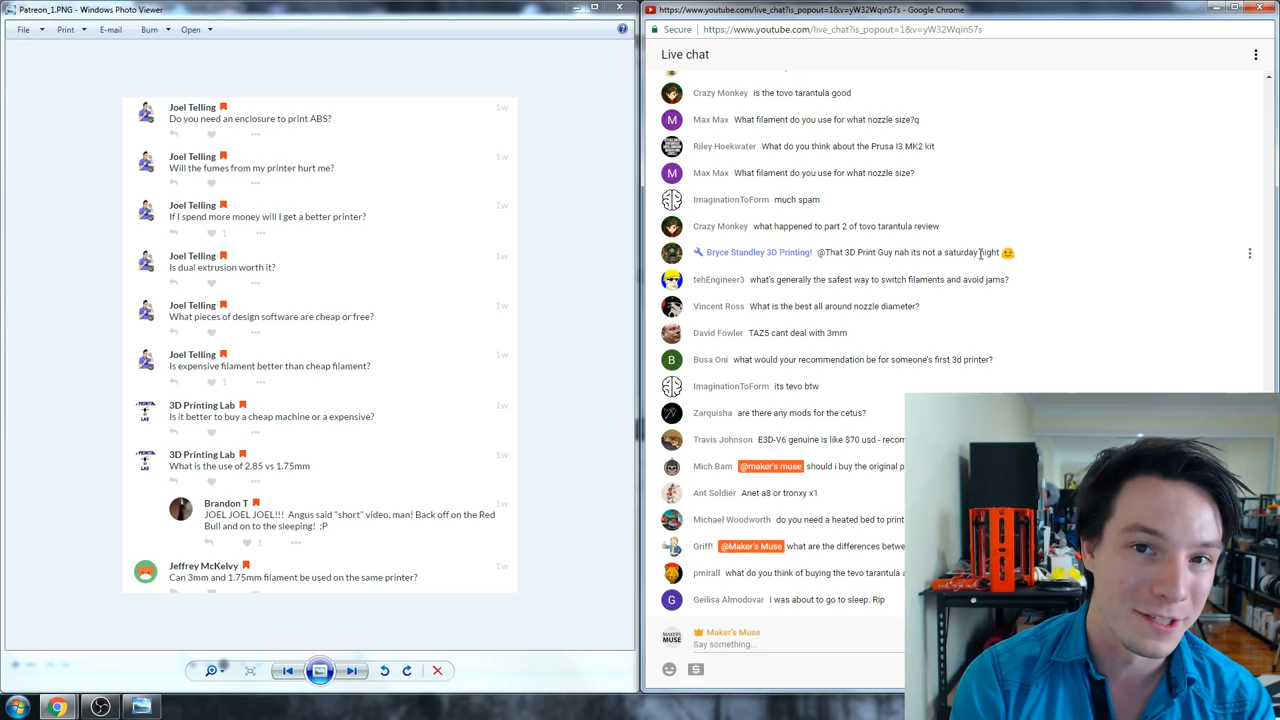 Patreon_1.PNG - Windows Photo Viewer
File
Print
E-mail
Burn
Open
Joel Telling
1w
Do you need an enclosure to print ABS?
Joel Telling
1w
Will the fumes from my printer hurt me?
Joel Telling
1w
If I spend more money will I get a better printer?
1
Joel Telling
1w
Is dual extrusion worth it?
Joel Telling
1w
What pieces of design software are cheap or free?
Joel Telling
1w
Is expensive filament better than cheap filament?
1
3D Printing Lab
1w
Is it better to buy a cheap machine or a expensive?
3D Printing Lab
1w
What is the use of 2.85 vs 1.75mm
Brandon T
1w
JOEL JOEL JOEL!!! Angus said "short" video, man! Back off on the Red
Bull and on to the sleeping! :P
1
Jeffrey McKelvy
1w
Can 3mm and 1.75mm filament be used on the same printer?
https://www.youtube.com/live_chat?is_popout=1&v=yW32WqinS7s - Google Chrome
Secure
https://www.youtube.com/live_chat?is_popout=1&v=yW32WqinS7s
Live chat
Crazy Monkey is the tovo tarantula good
M Max Max What filament do you use for what nozzle size?q
Riley Hoekwater What do you think about the Prusa I3 MK2 kit
M Max Max What filament do you use for what nozzle size?
ImaginationToForm much spam
Crazy Monkey what happened to part 2 of tovo tarantula review
Bryce Standley 3D Printing! @That 3D Print Guy nah its not a saturday night
tehEngineer3 what's generally the safest way to switch filaments and avoid jams?
Vincent Ross What is the best all around nozzle diameter?
David Fowler TAZ5 cant deal with 3mm
B Busa Oni what would your recommendation be for someone's first 3d printer?
ImaginationToForm its tevo btw
Zarquisha are there any mods for the cetus?
Travis Johnson E3D-V6 genuine is like $70 usd - recom
Mich Bam @maker's muse should i buy the original p
Ant Soldier Anet a8 or tronxy x1
Michael Woodworth do you need a heated bed to print
Griff! @Maker's Muse what are the differences betwe
pmirall what do you think of buying the tevo tarantula a
G Geilisa Almodovar I was about to go to sleep. Rip
MAKERS
MUSE
Maker's Muse
Say something...